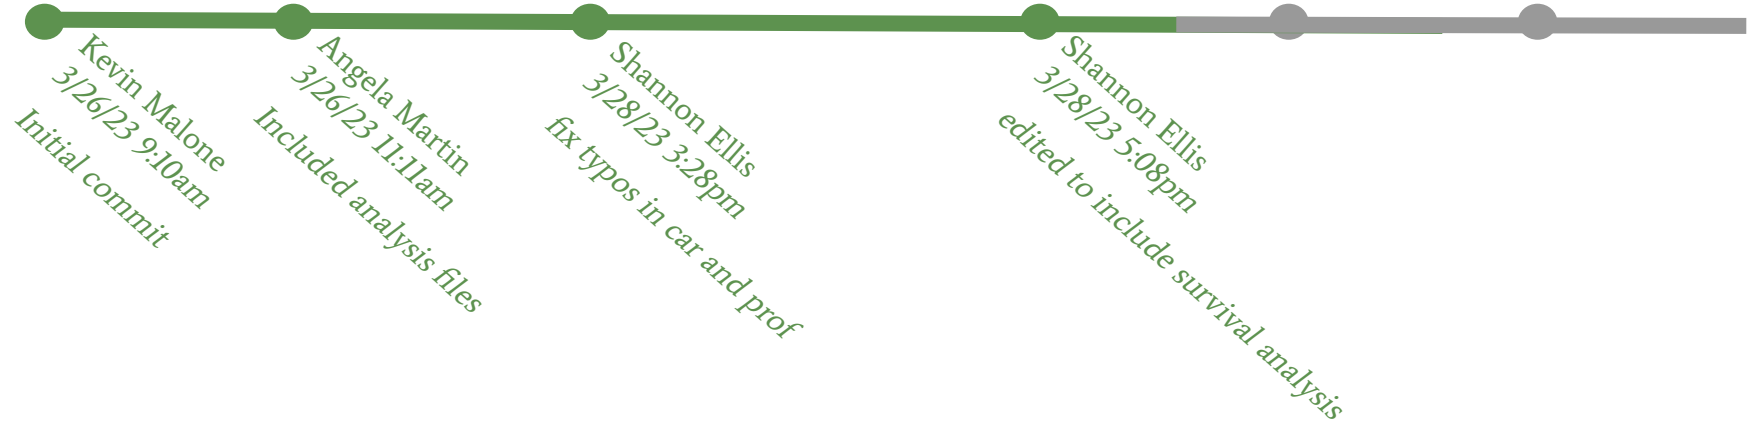 Kevin Malone
3/26/23 9:10am
Initial commit
Angela Martin
3/26/23 11:11am
Included analysis files
Shannon Ellis
3/28/23 3:28pm
fix typos in car and prof
Shannon Ellis
3/28/23 5:08pm
edited to include survival analysis